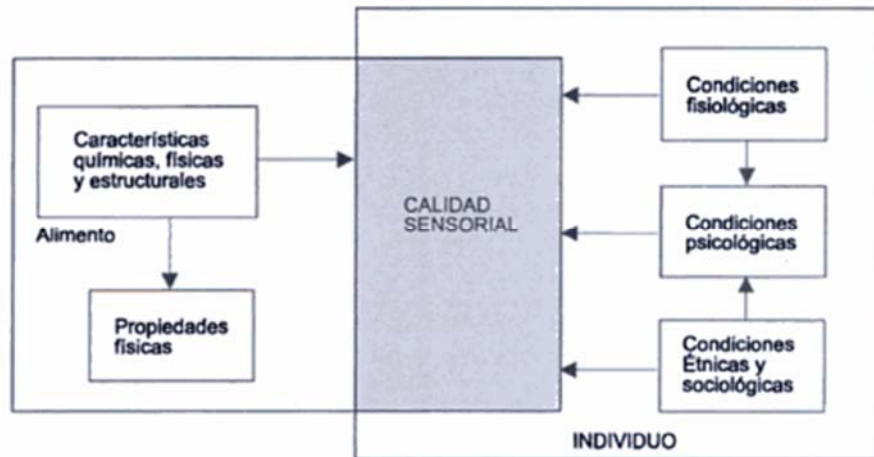 Características
químicas, físicas
y estructurales
Alimento
Propiedades
físicas
CALIDAD
SENSORIAL
Condiciones
fisiológicas
Condiciones
psicológicas
Condiciones
Étnicas y
sociológicas
INDIVIDUO